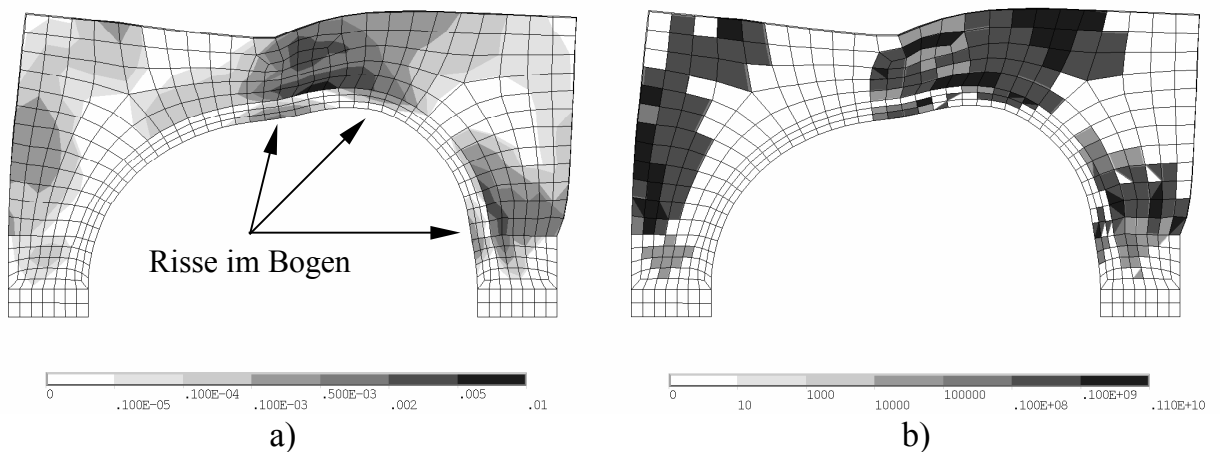 Risse im Bogen
0 .100E-04 .500E-03 .005
.100E-05 .100E-03 .002 .01
0 1000 100000 .100E+09
10 10000 .100E+08 .110E+10
a) b)